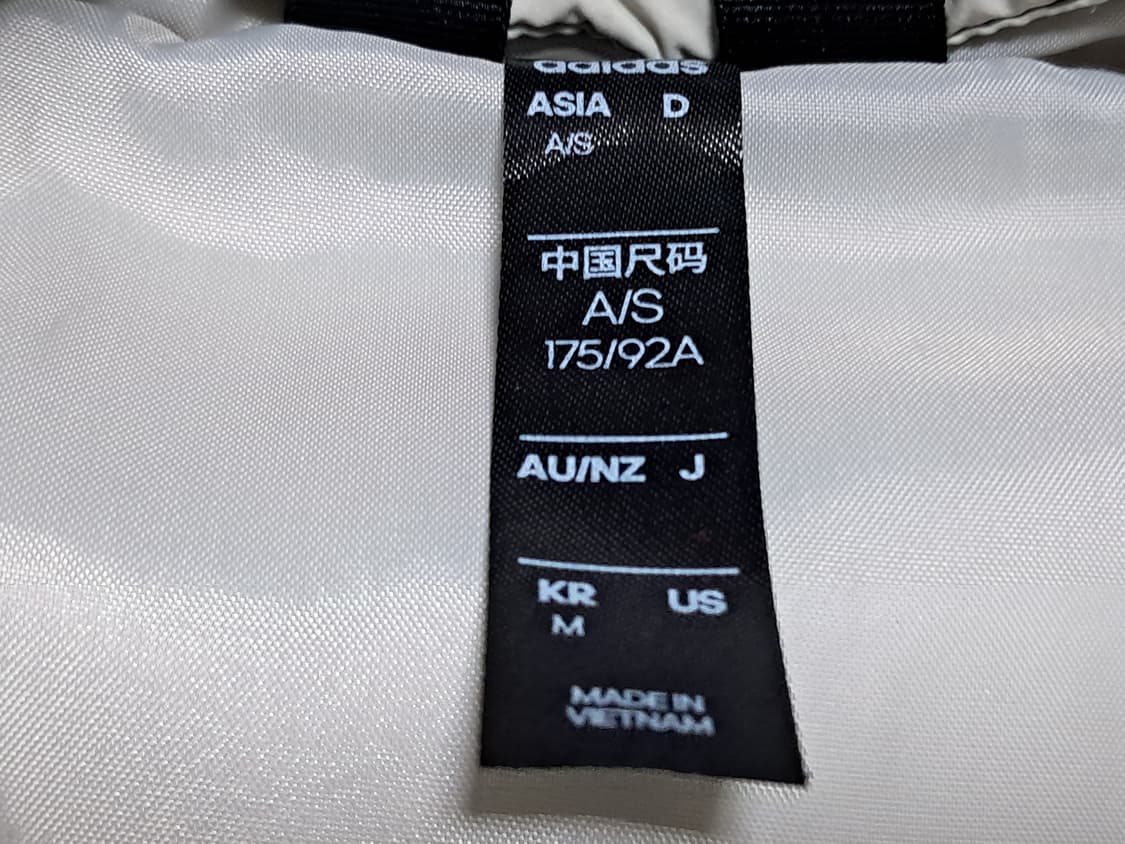 adidas
ASIA D
A/S
中国尺码
A/S
175/92A
AU/NZ J
KR US
M
MADE IN
VIETNAM